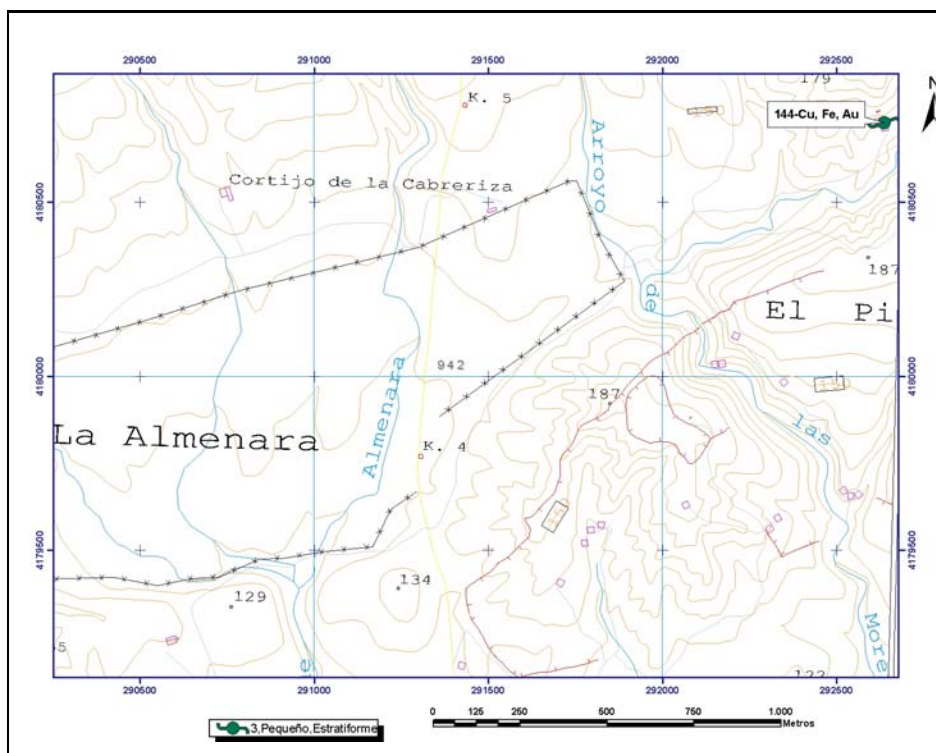 290500 291000 291500 292000 292500
179
K. 5
N
144-Cu, Fe, Au
Arroyo
Cortijo de la Cabreriza
4180500 4180500
187
de
El Pi
942
4180000 4180000
187
Almenara
las
La Almenara
K. 4
4179500 4179500
134
129
5
e
More
122
290500 291000 291500 292000 292500
3,Pequeño,Estratiforme
0 125 250 500 750 1.000
Metros